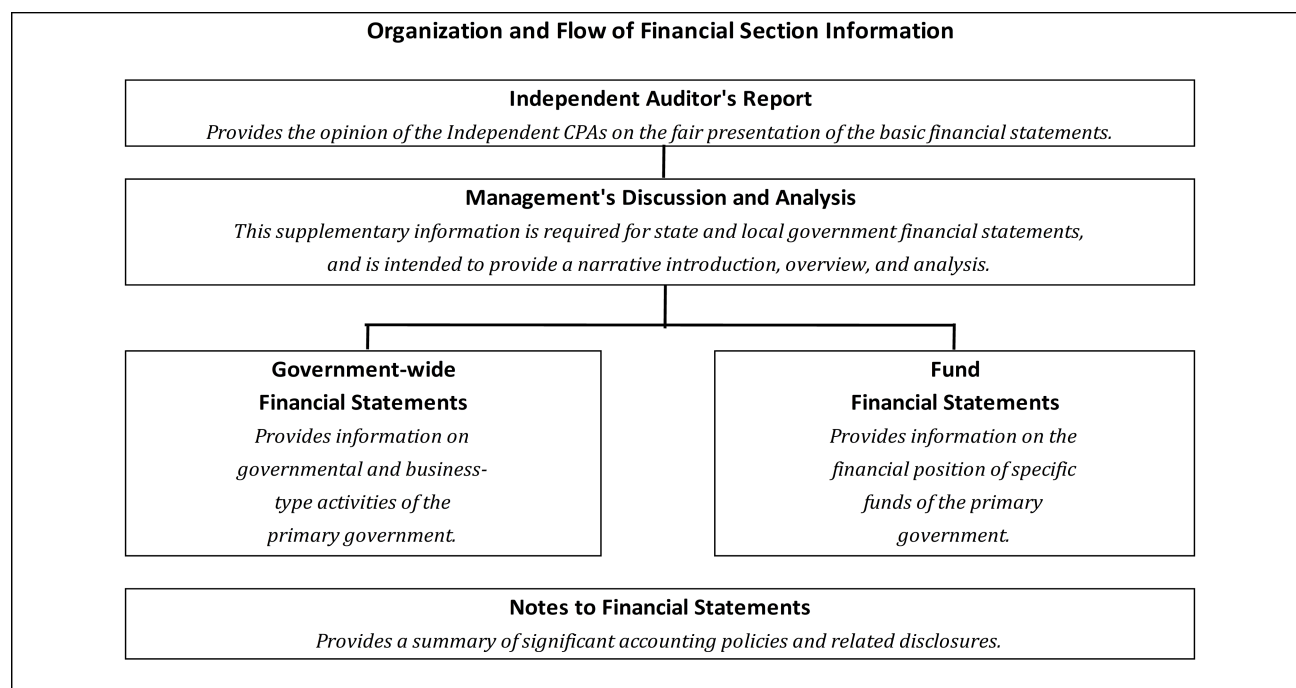 Organization and Flow of Financial Section Information
Independent Auditor's Report
Provides the opinion of the Independent CPAs on the fair presentation of the basic financial statements.
Management's Discussion and Analysis
This supplementary information is required for state and local government financial statements,
and is intended to provide a narrative introduction, overview, and analysis.
Government-wide
Financial Statements
Provides information on
governmental and business-
type activities of the
primary government.
Fund
Financial Statements
Provides information on the
financial position of specific
funds of the primary
government.
Notes to Financial Statements
Provides a summary of significant accounting policies and related disclosures.